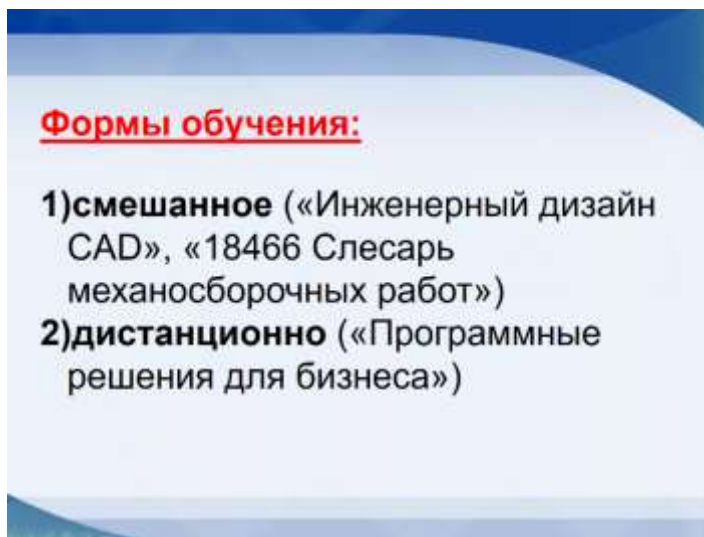 Формы обучения:
1)смешанное («Инженерный дизайн
CAD», «18466 Слесарь
механосборочных работ»)
2)дистанционно («Программные
решения для бизнеса»)